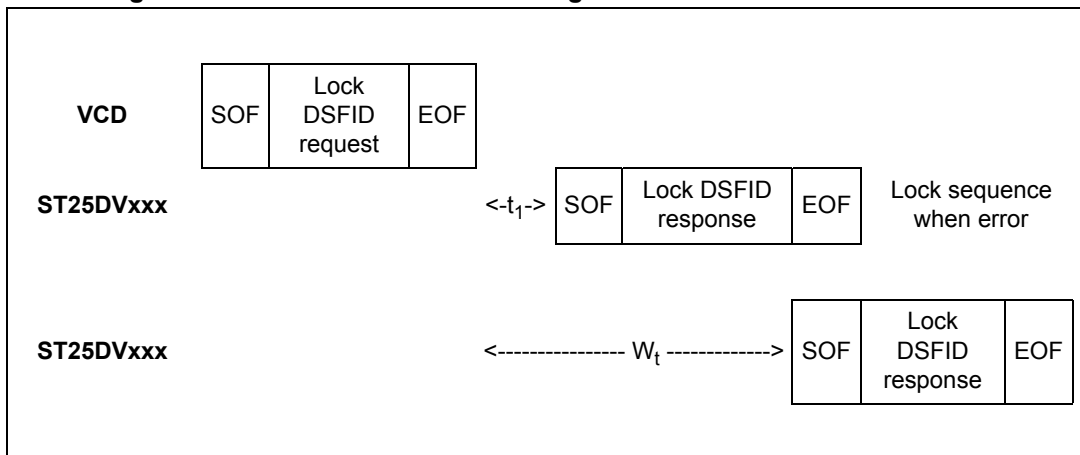 VCD
SOF
Lock
DSFID
request
EOF
ST25DVxxx
<-t1->
SOF
Lock DSFID
response
EOF
Lock sequence
when error
ST25DVxxx
<---------------- Wt ------------->
SOF
Lock
DSFID
response
EOF